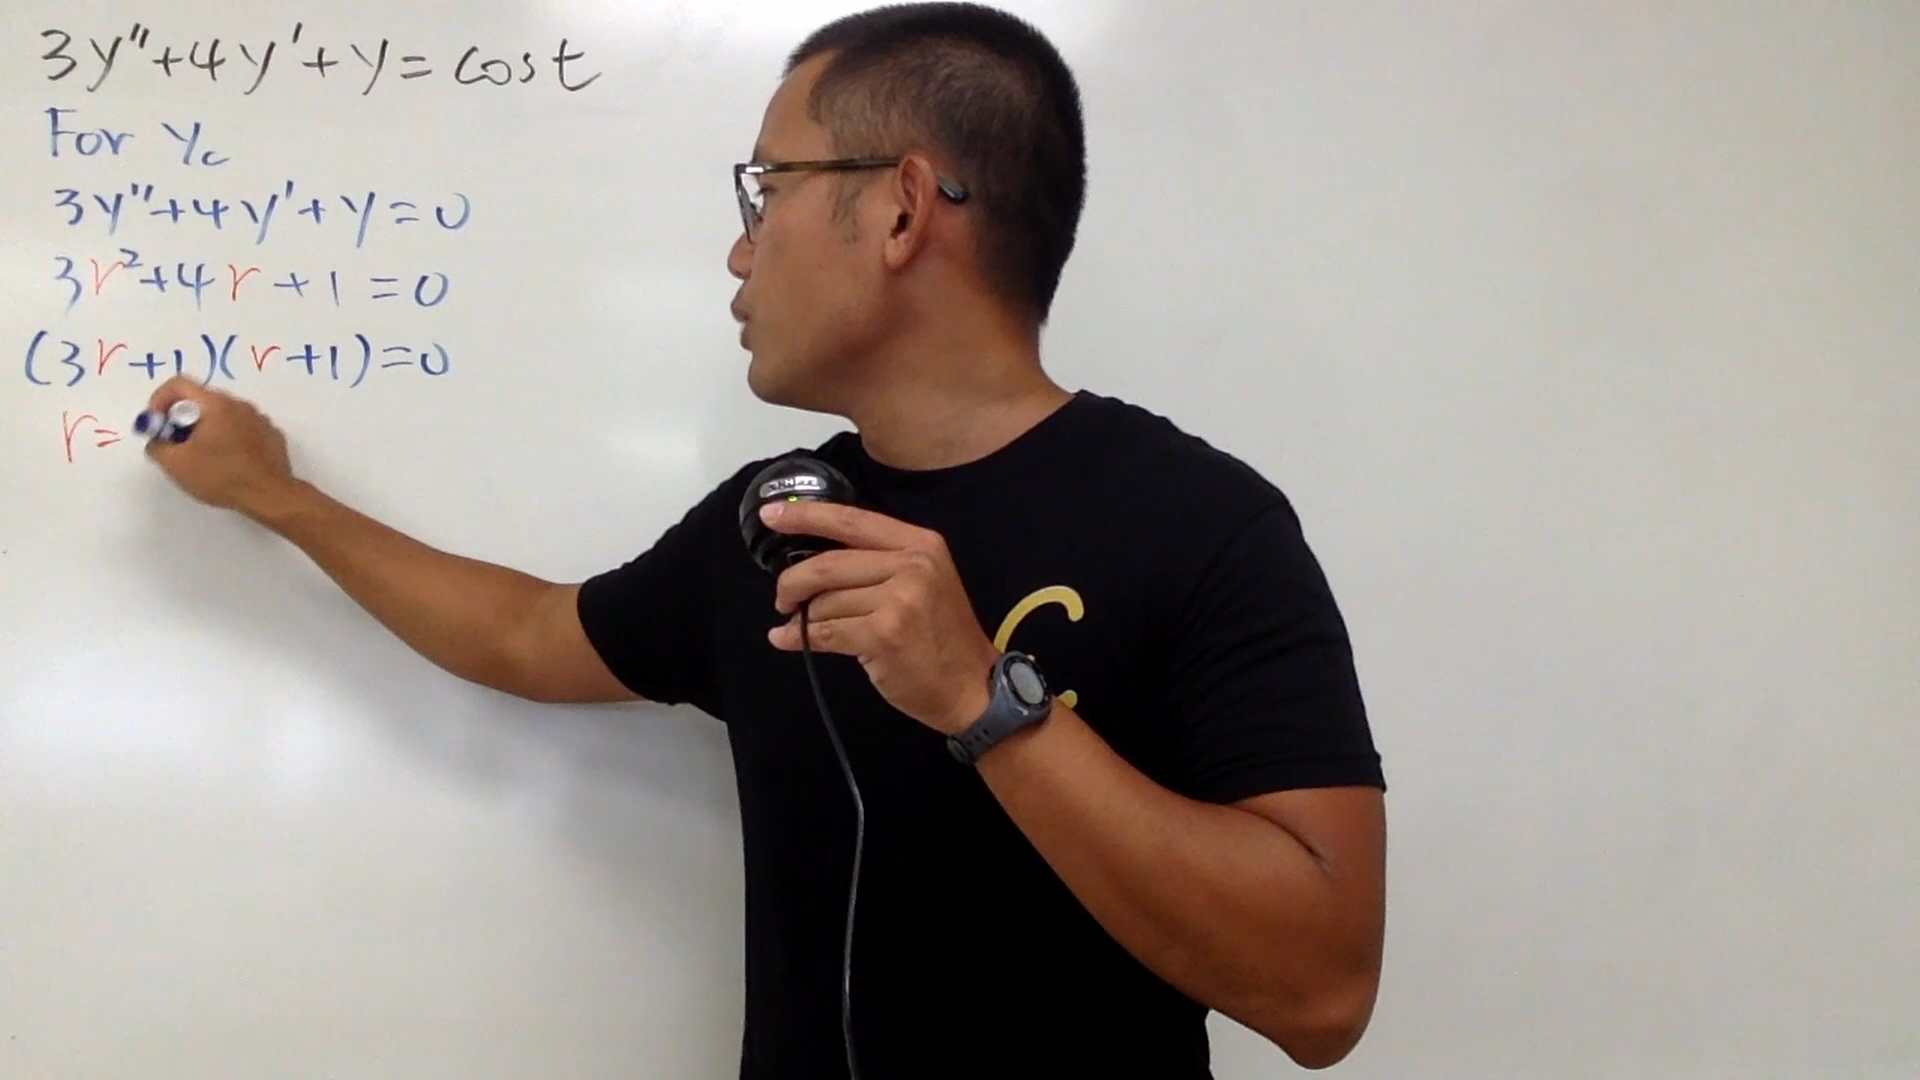 3y"+4y'+y= cos t
For yc
3y"+4y'+y=0
3r²+4r+1=0
(3r+1)(r+1)=0
r=